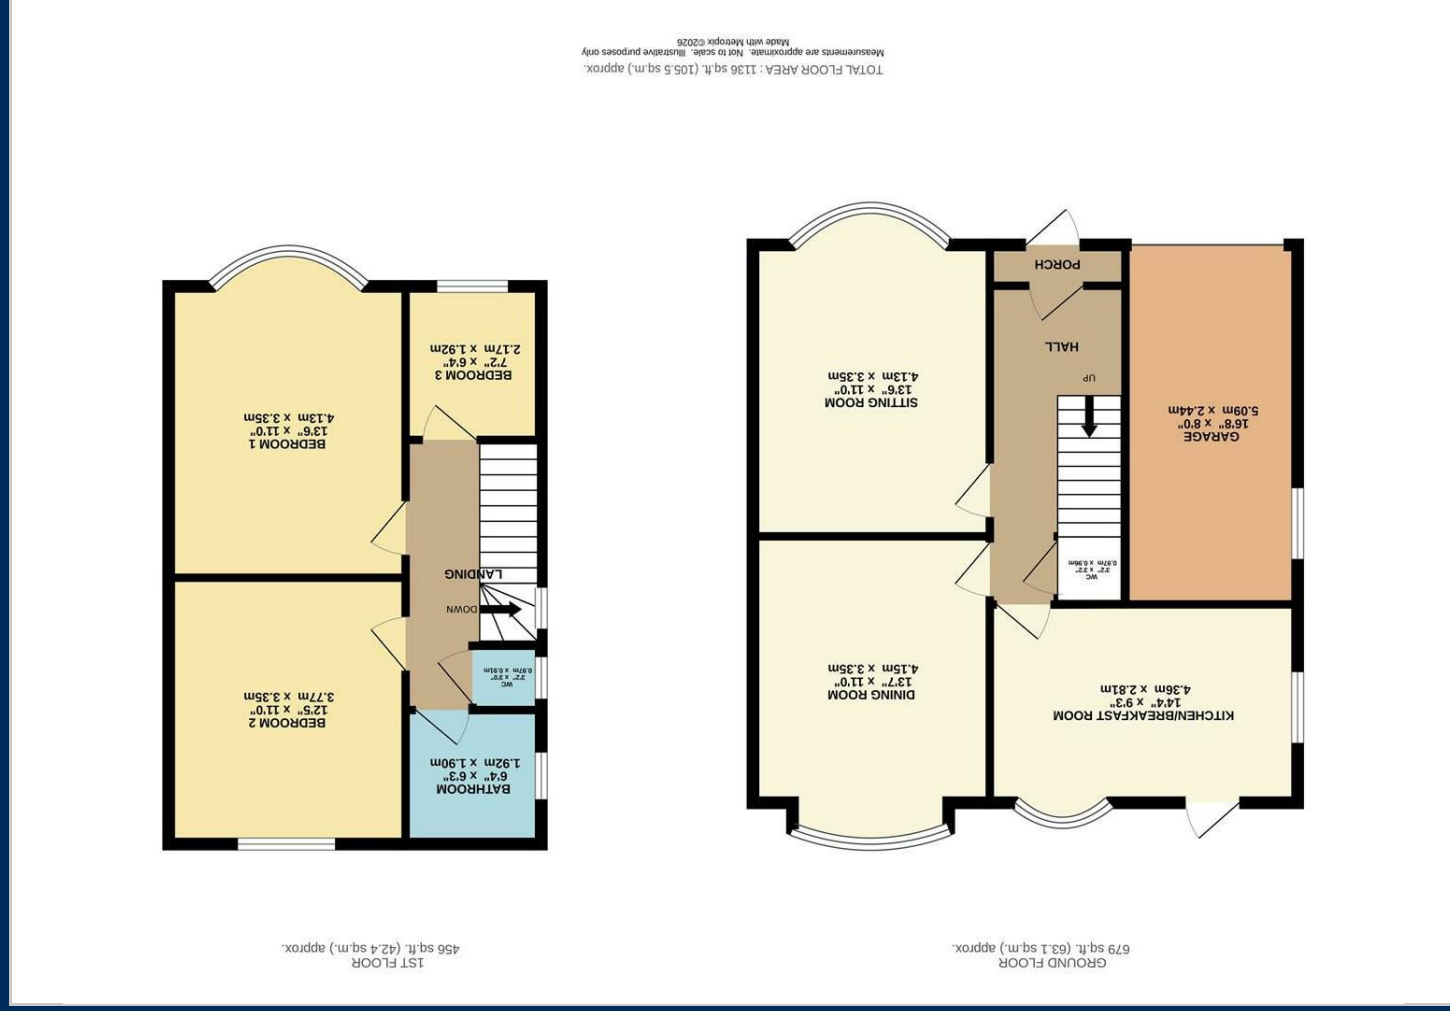 GROUND FLOOR
679 sq.ft. (63.1 sq.m.) approx.
1ST FLOOR
456 sq.ft. (42.4 sq.m.) approx.
KITCHEN/BREAKFAST ROOM
14'4" x 9'3"
4.36m x 2.81m
DINING ROOM
13'7" x 11'0"
4.15m x 3.35m
WC
3'2" x 3'2"
0.97m x 0.96m
GARAGE
16'8" x 8'0"
5.09m x 2.44m
SITTING ROOM
13'6" x 11'0"
4.13m x 3.35m
UP
HALL
PORCH
BATHROOM
6'4" x 6'3"
1.92m x 1.90m
BEDROOM 2
12'5" x 11'0"
3.77m x 3.35m
WC
3'2" x 3'0"
0.97m x 0.91m
DOWN
LANDING
BEDROOM 1
13'6" x 11'0"
4.13m x 3.35m
BEDROOM 3
7'2" x 6'4"
2.17m x 1.92m
TOTAL FLOOR AREA : 1136 sq.ft. (105.5 sq.m.) approx.
Measurements are approximate. Not to scale. Illustrative purposes only
Made with Metropix ©2026